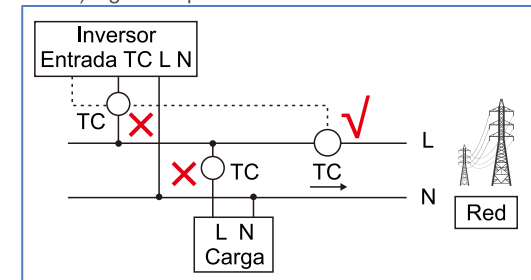 Inversor
Entrada TC L N
TC
L
TC
TC
N
L N
Carga
Red